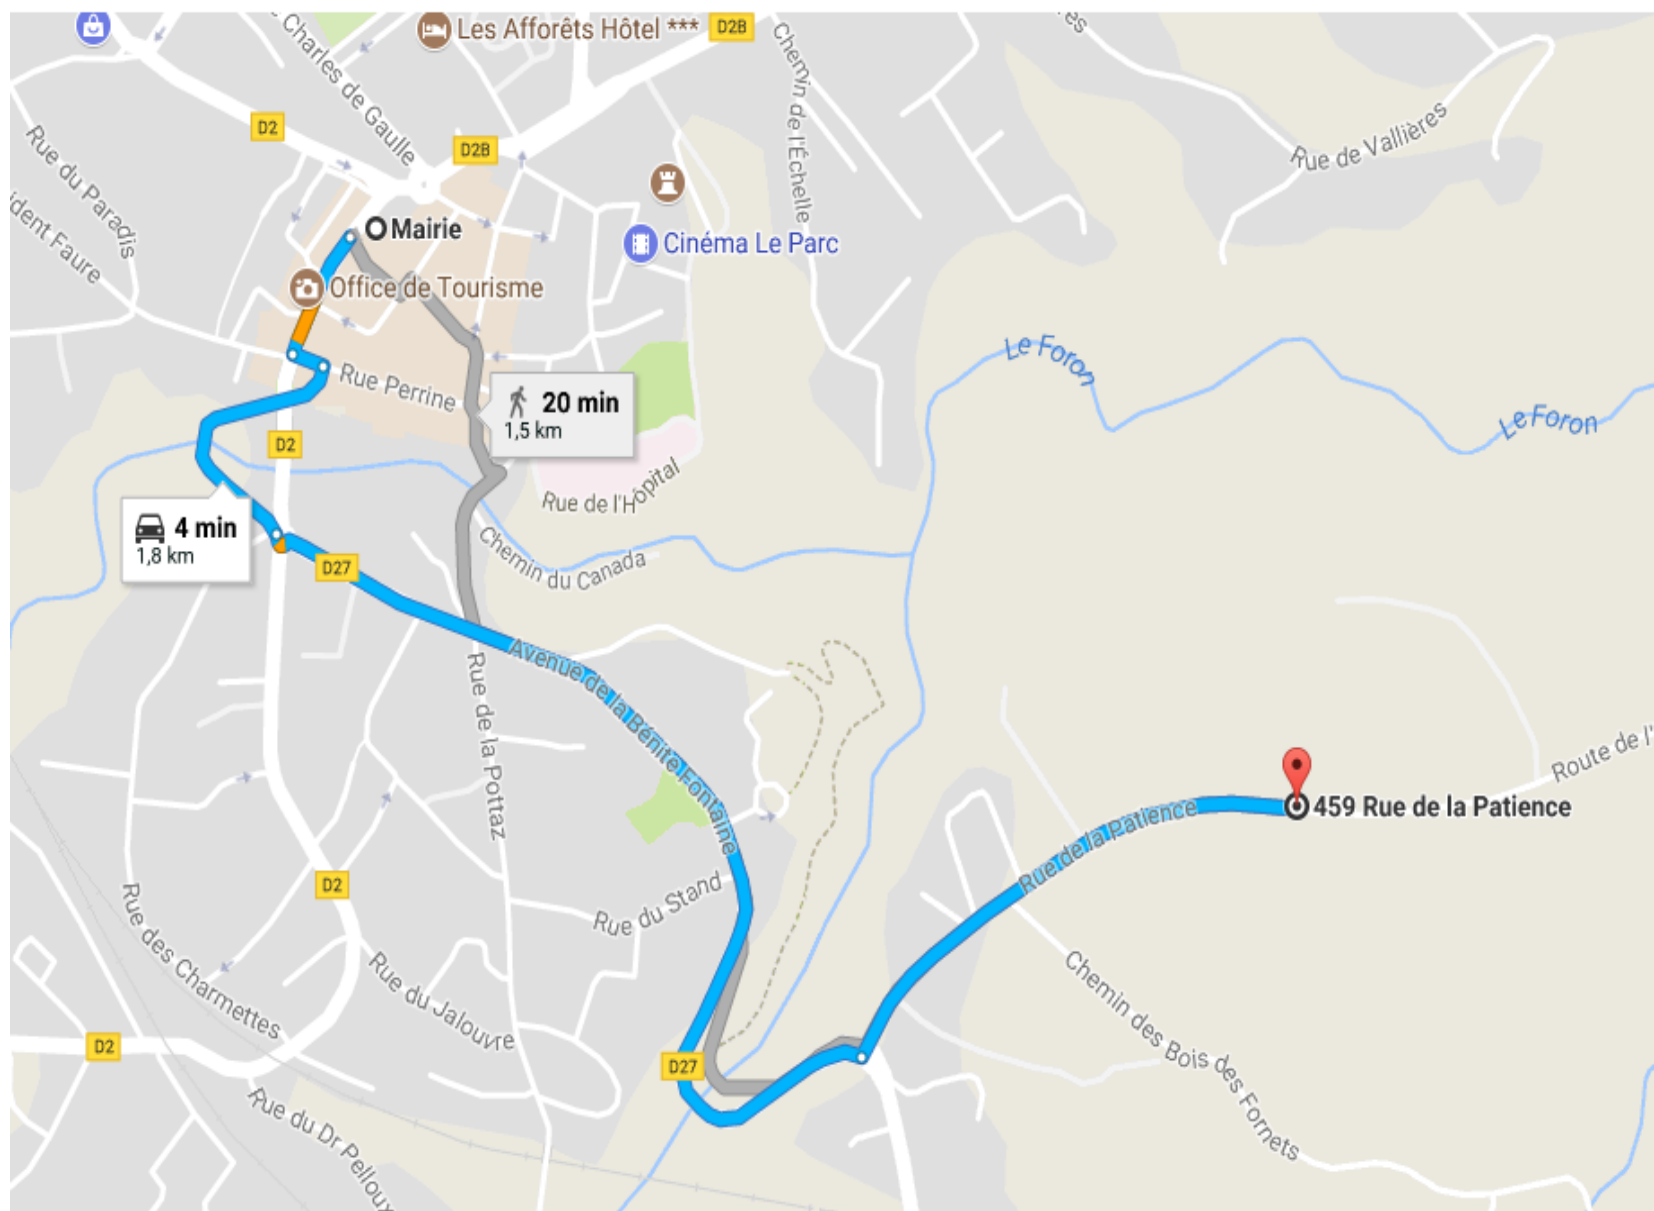 Les Afforêts Hôtel ***
D2B
Charles de Gaulle
Chemin de l'Échelle
D2
D2B
Rue du Paradis
Rue de Vallières
ident Faure
Mairie
Cinéma Le Parc
Office de Tourisme
Le Foron
Le Foron
Rue Perrine
20 min
1,5 km
D2
Rue de l'Hôpital
4 min
1,8 km
Chemin du Canada
D27
Avenue de la Bénite Fontaine
Rue de la Pottaz
Route de l'
459 Rue de la Patience
Rue de la Patience
D2
Rue du Stand
Rue des Charmettes
Rue du Jalouvre
Chemin des Bois des Fornets
D2
D27
Rue du Dr Pelloux